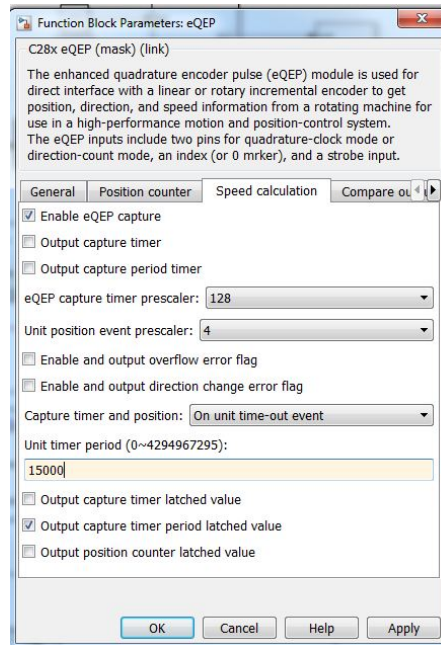 Function Block Parameters: eQEP
C28x eQEP (mask) (link)
The enhanced quadrature encoder pulse (eQEP) module is used for
direct interface with a linear or rotary incremental encoder to get
position, direction, and speed information from a rotating machine for
use in a high-performance motion and position-control system.
The eQEP inputs include two pins for quadrature-clock mode or
direction-count mode, an index (or 0 mrker), and a strobe input.
General Position counter Speed calculation Compare
Enable eQEP capture
Output capture timer
Output capture period timer
eQEP capture timer prescaler: 128
Unit position event prescaler: 4
Enable and output overflow error flag
Enable and output direction change error flag
Capture timer and position: On unit time-out event
Unit timer period (0~4294967295):
15000
Output capture timer latched value
Output capture timer period latched value
Output position counter latched value
OK Cancel Help Apply